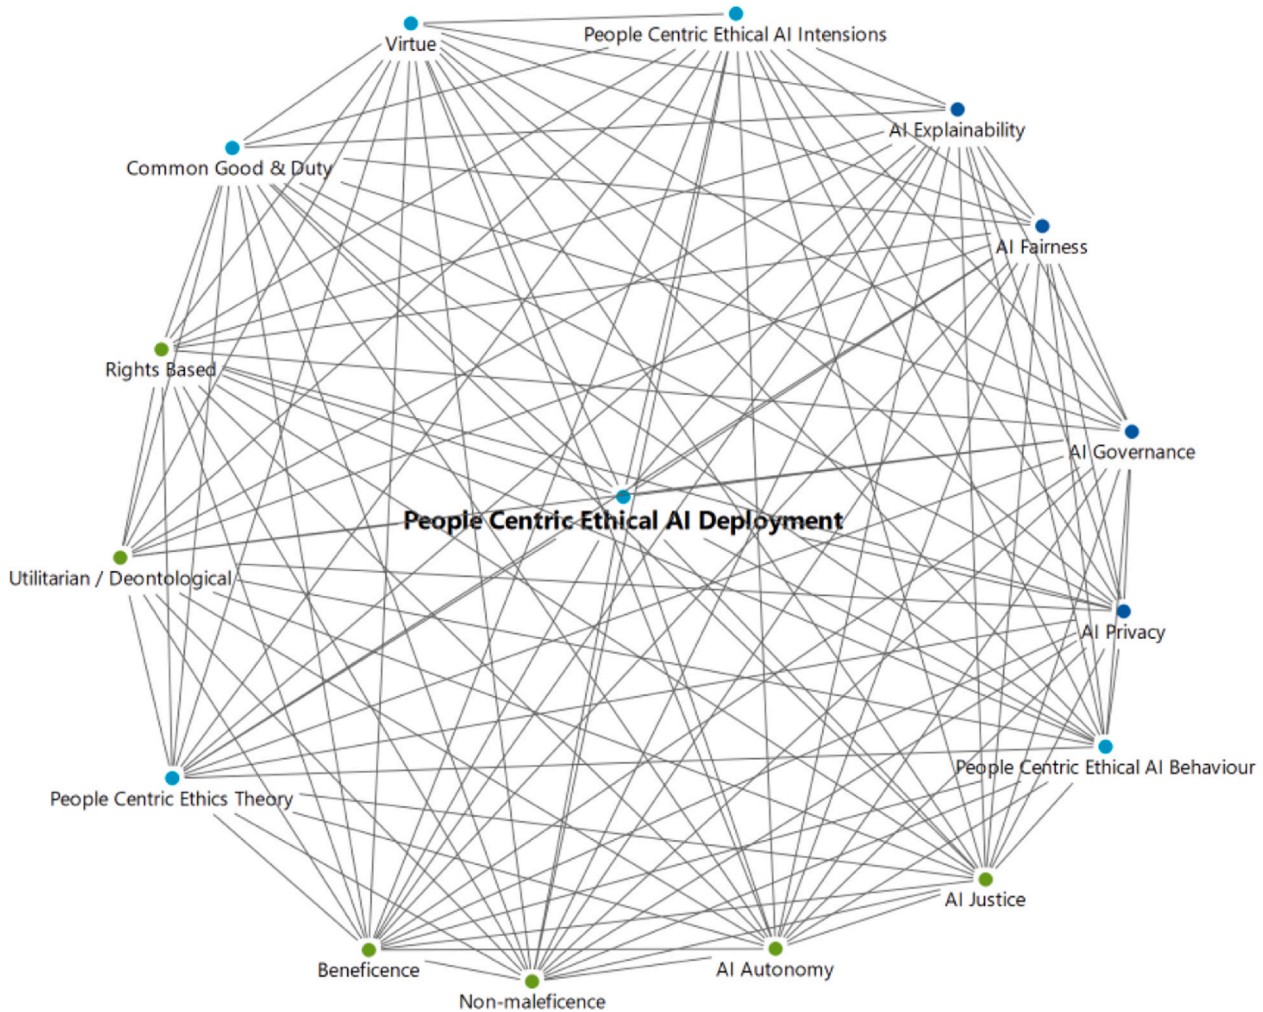 People Centric Ethical AI Intensions
Virtue
AI Explainability
Common Good & Duty
AI Fairness
Rights Based
AI Governance
People Centric Ethical AI Deployment
Utilitarian / Deontological
AI Privacy
People Centric Ethical AI Behaviour
People Centric Ethics Theory
AI Justice
Beneficence
AI Autonomy
Non-maleficence